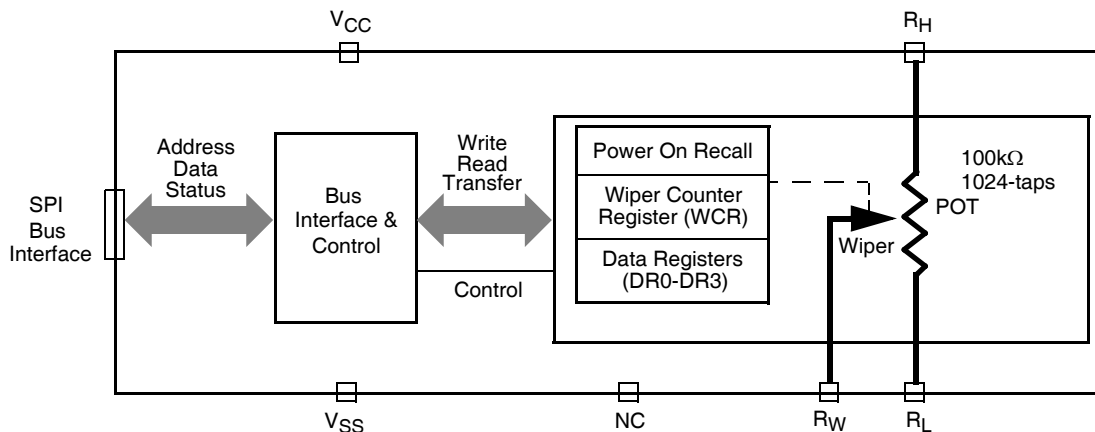 VCC
RH
Address
Data
Status
Write
Read
Transfer
Power On Recall
Wiper Counter
Register (WCR)
Data Registers
(DR0-DR3)
100kΩ
1024-taps
POT
Wiper
SPI
Bus
Interface
Bus
Interface &
Control
Control
VSS
NC
RW
RL